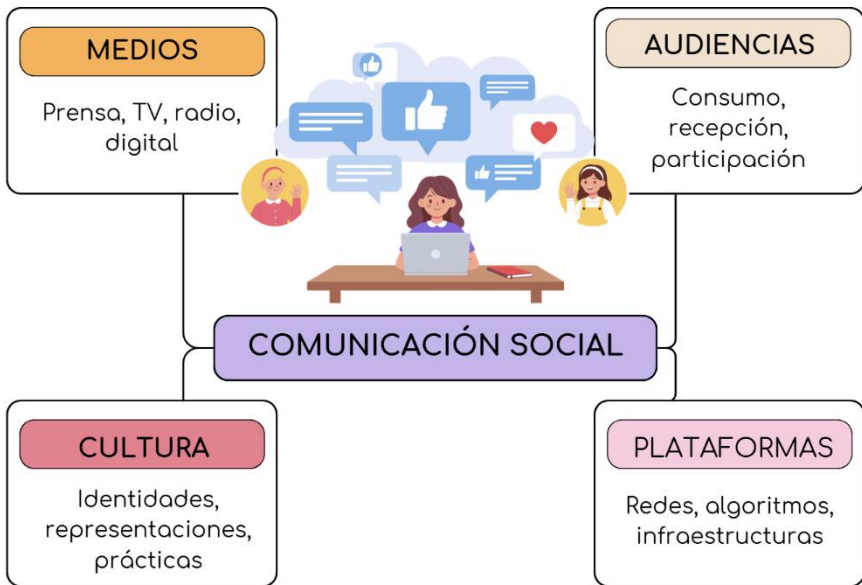 MEDIOS
Prensa, TV, radio,
digital
AUDIENCIAS
Consumo,
recepción,
participación
COMUNICACIÓN SOCIAL
CULTURA
Identidades,
representaciones,
prácticas
PLATAFORMAS
Redes, algoritmos,
infraestructuras